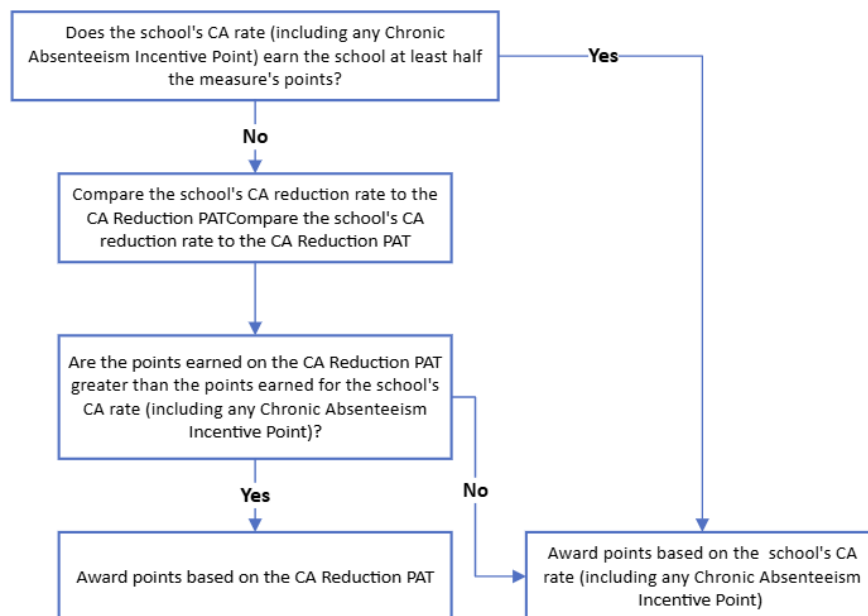 Does the school's CA rate (including any Chronic
Absenteeism Incentive Point) earn the school at least half
the measure's points?
Yes
No
Compare the school's CA reduction rate to the
CA Reduction PATCompare the school's CA
reduction rate to the CA Reduction PAT
Are the points earned on the CA Reduction PAT
greater than the points earned for the school's
CA rate (including any Chronic Absenteeism
Incentive Point)?
Yes
No
Award points based on the CA Reduction PAT
Award points based on the  school's CA
rate (including any Chronic Absenteeism
Incentive Point)